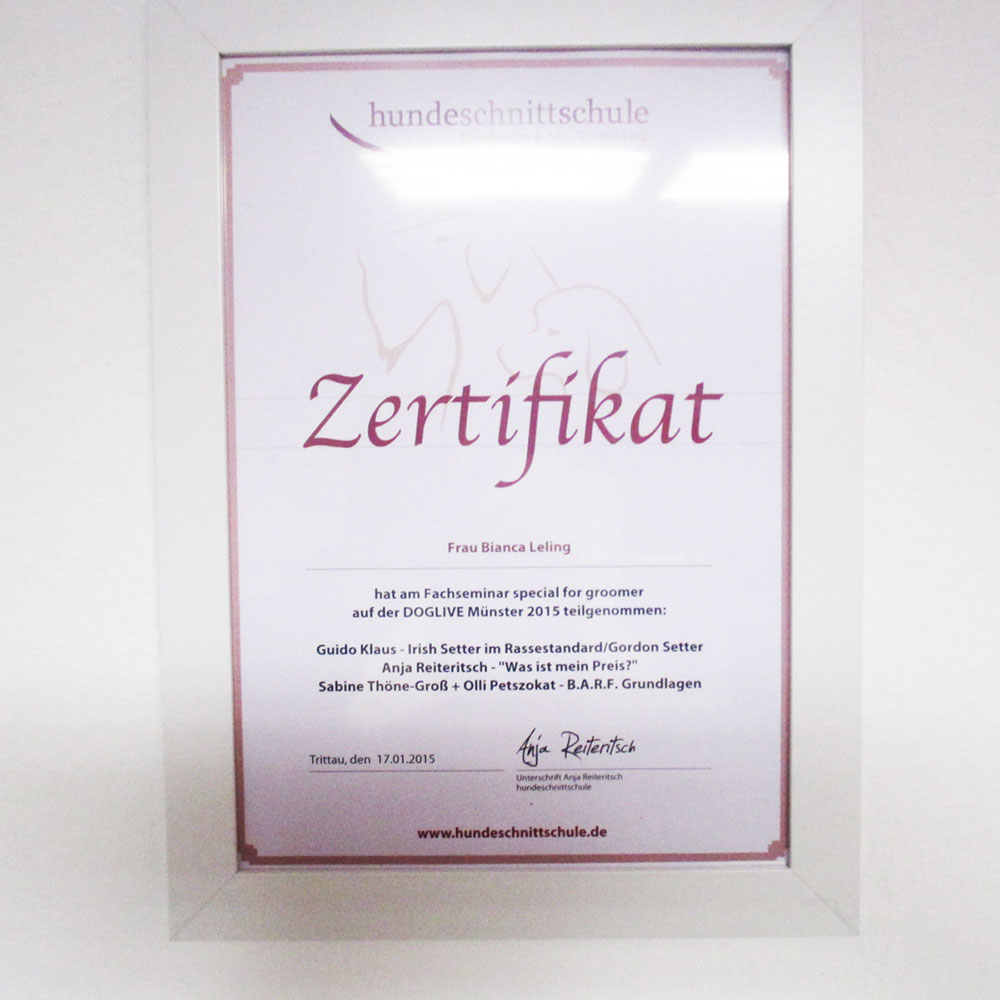 hundeschnittschule
Frau Bianca Leling
Zertifikat
hat am Fachseminar special for groomer
auf der DOGLIVE Münster 2015 teilgenommen:
Guido Klaus - Irish Setter im Rassestandard/Gordon Setter
Anja Reiteritsch - "Was ist mein Preis?"
Sabine Thöne-Groß + Olli Petszokat - B.A.R.F. Grundlagen
Anja Reiteritsch
Trittau, den 17.01.2015
Unterschrift Anja Reiteritsch
hundeschnittschule
www.hundeschnittschule.de